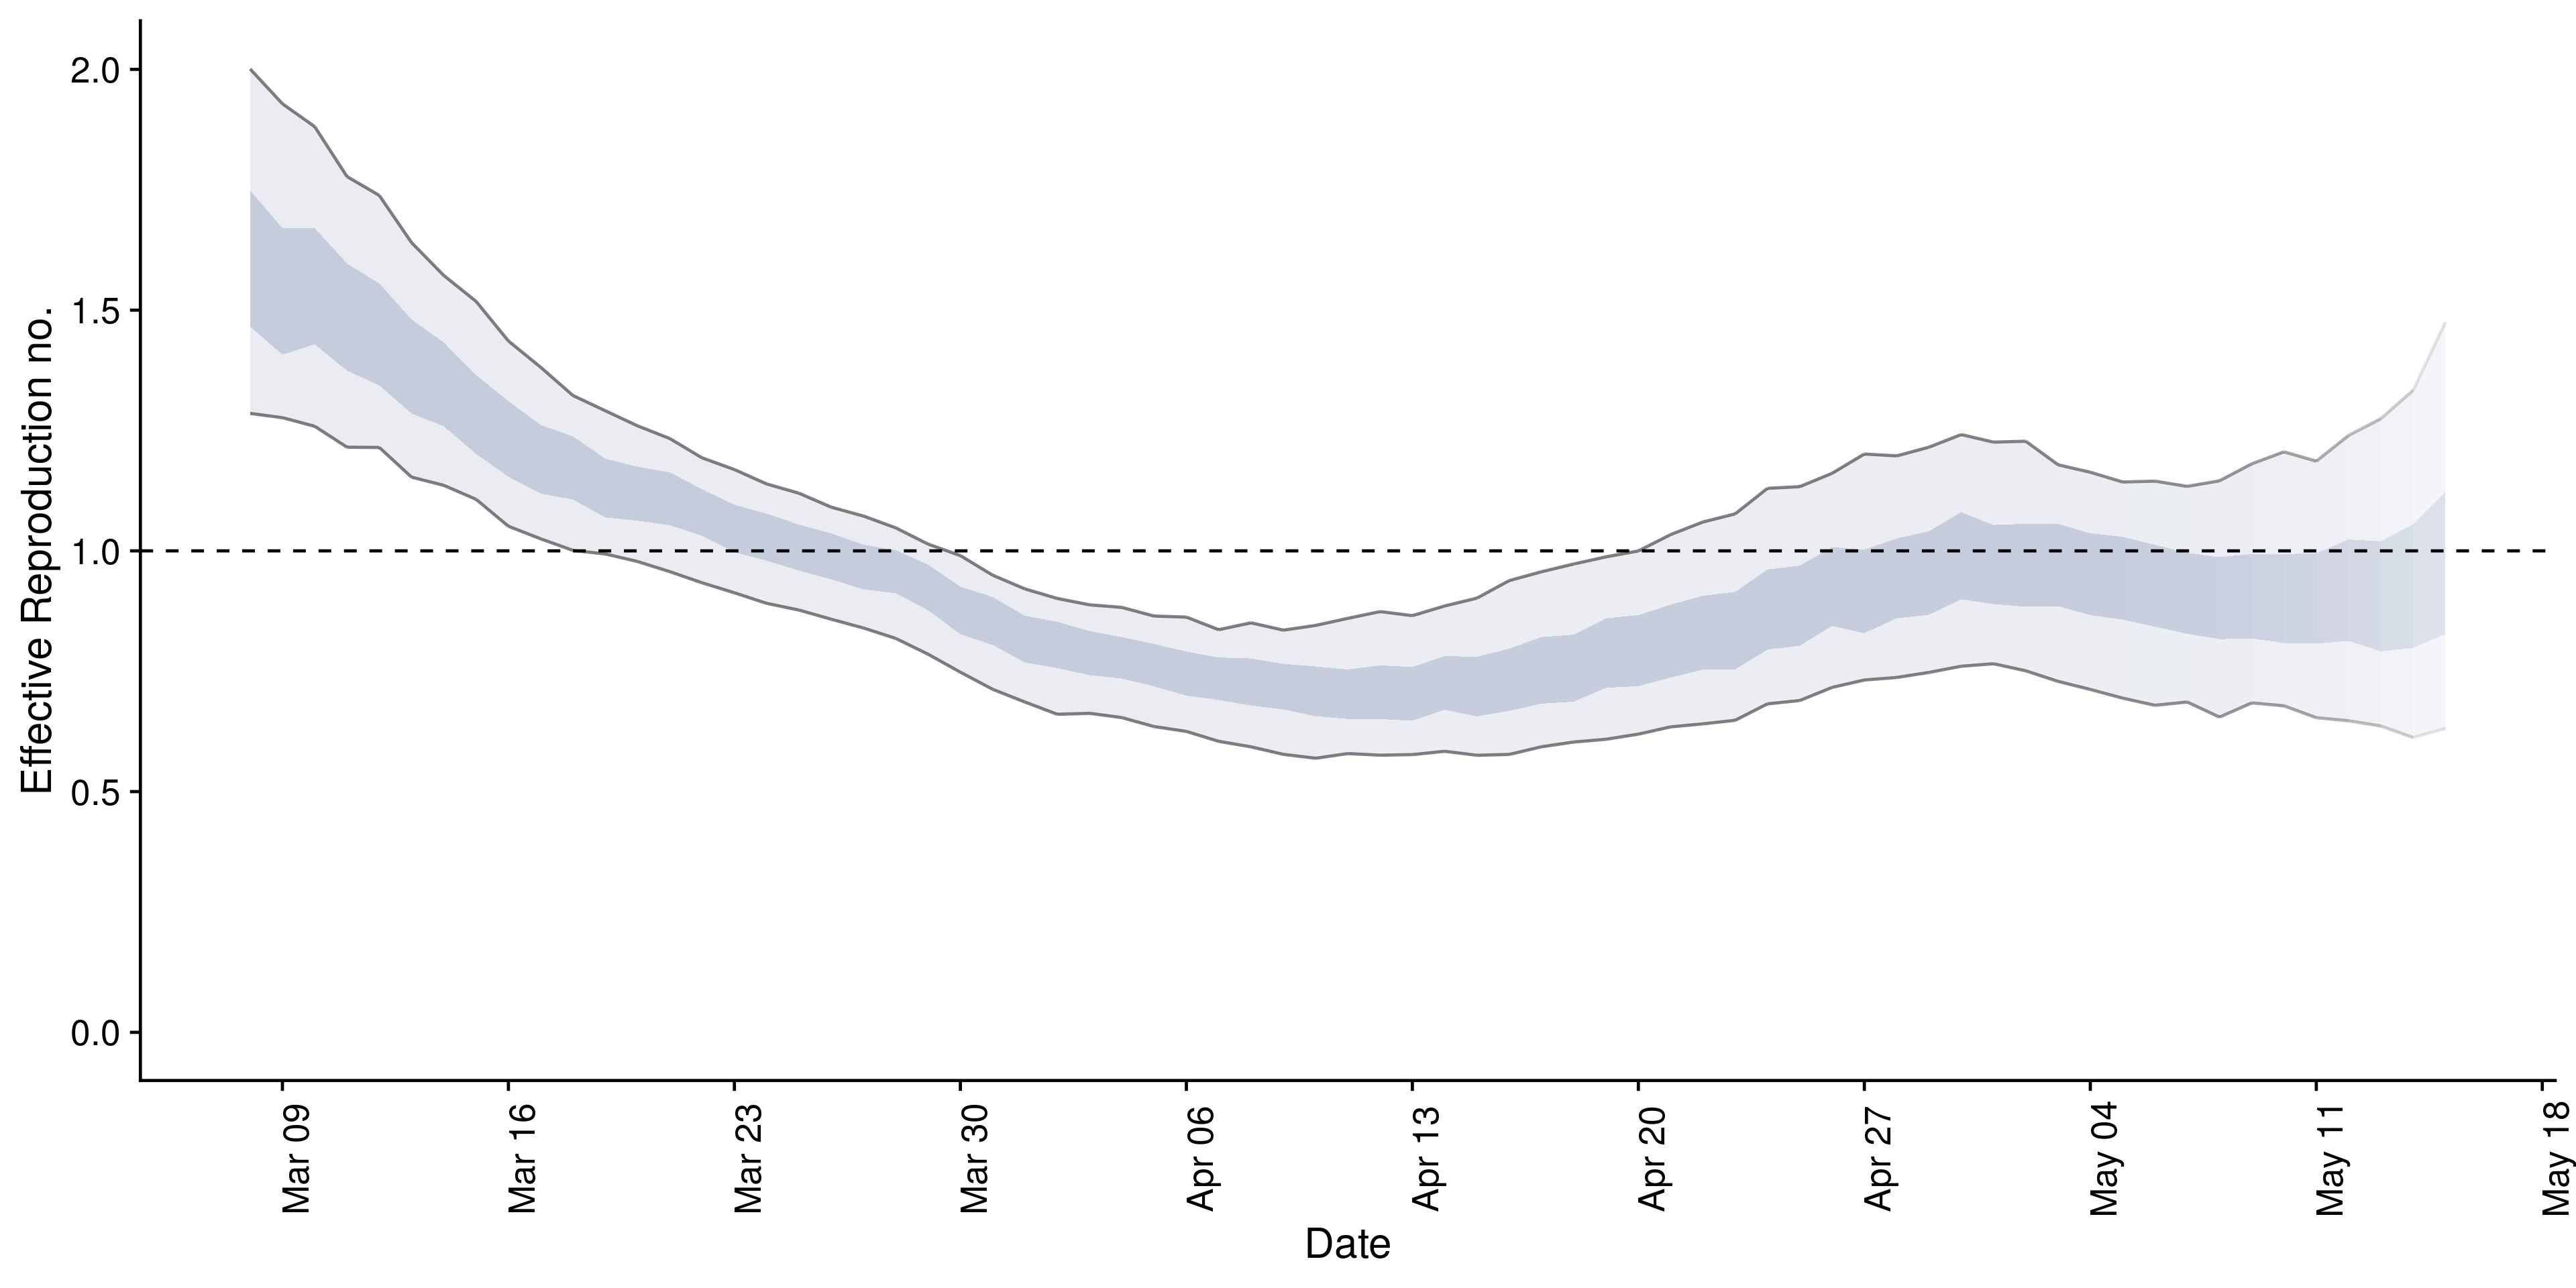 Effective Reproduction no.
2.0
1.5
1.0
0.5
0.0
Mar 09
Mar 16
Mar 23
Mar 30
Apr 06
Apr 13
Apr 20
Apr 27
May 04
May 11
May 18
Date